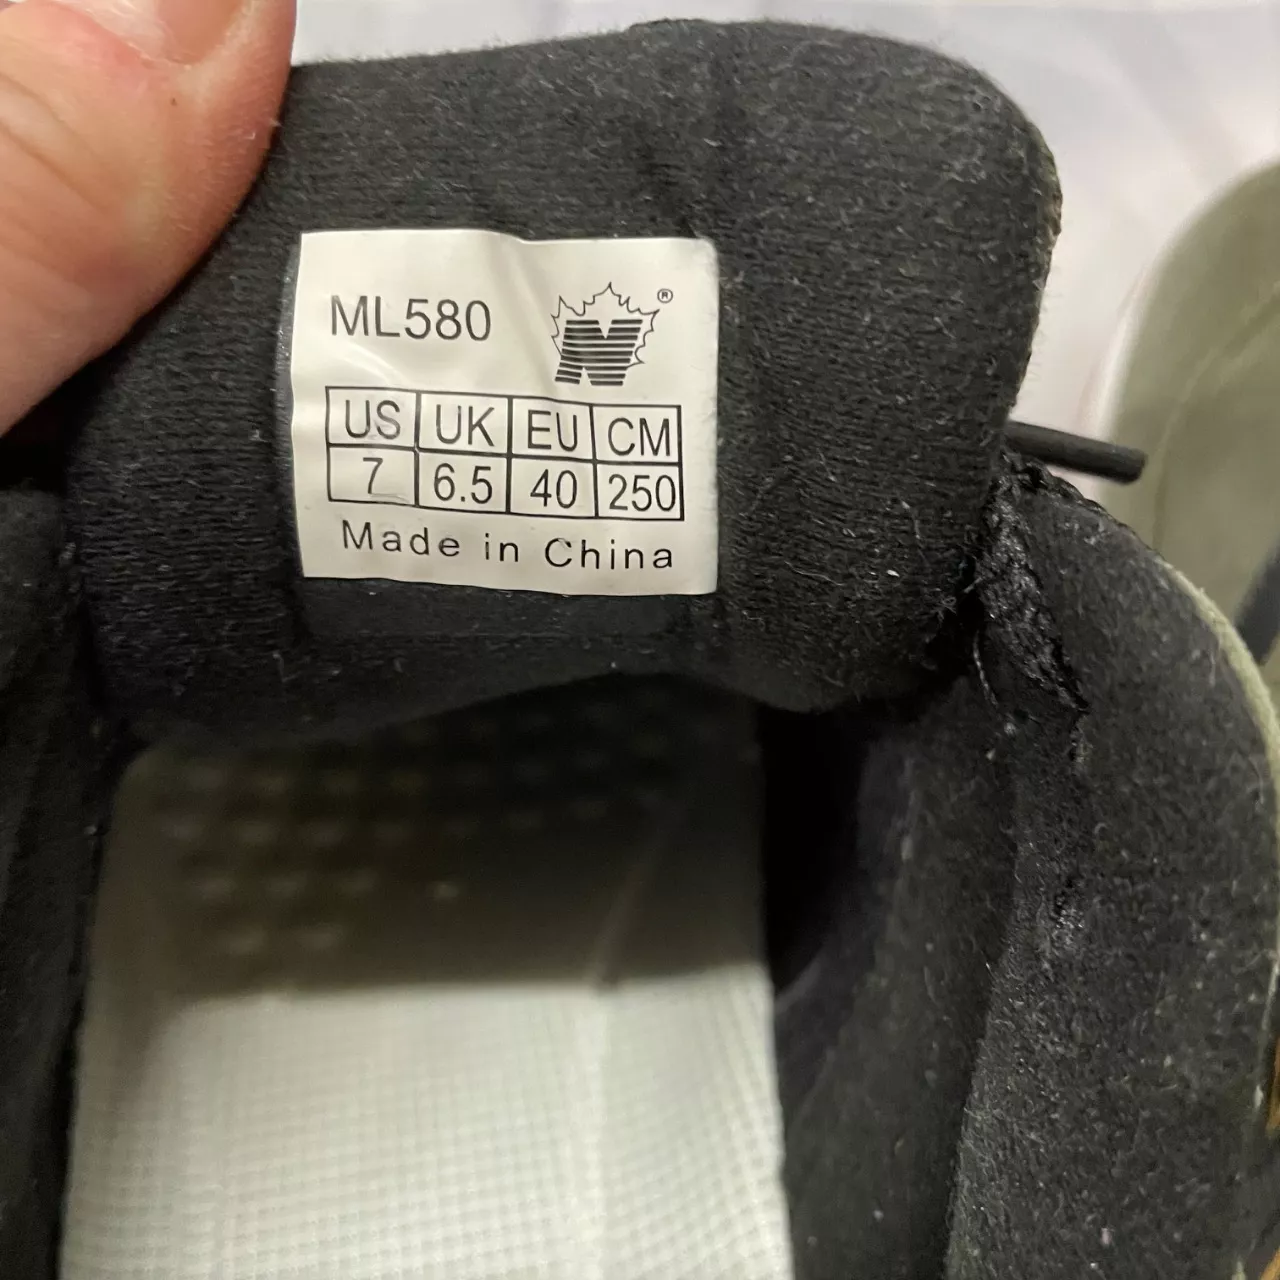 ML580 ®
US UK EU CM
7 6.5 40 250
Made in China